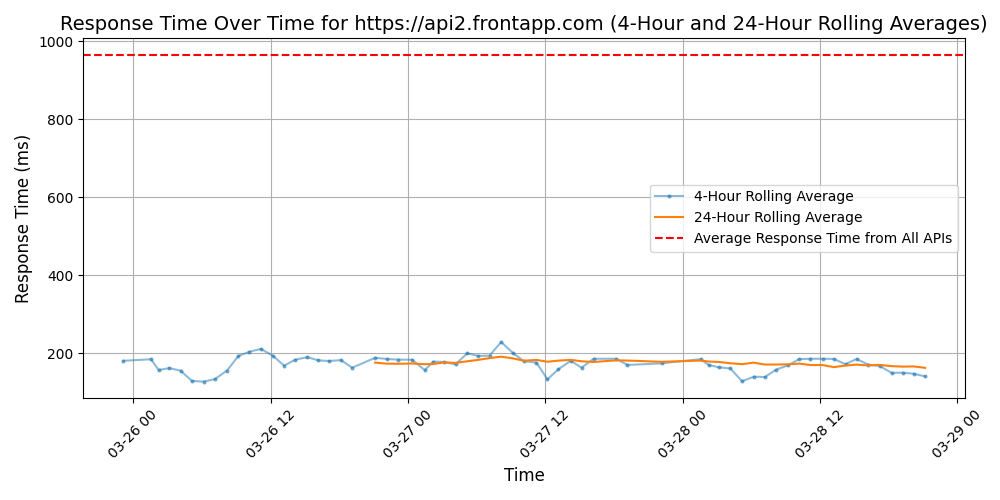 Response Time Over Time for https://api2.frontapp.com (4-Hour and 24-Hour Rolling Averages)
Response Time (ms)
1000
800
600
400
200
4-Hour Rolling Average
24-Hour Rolling Average
Average Response Time from All APIs
03-26 00
03-26 12
03-27 00
03-27 12
03-28 00
03-28 12
03-29 00
Time